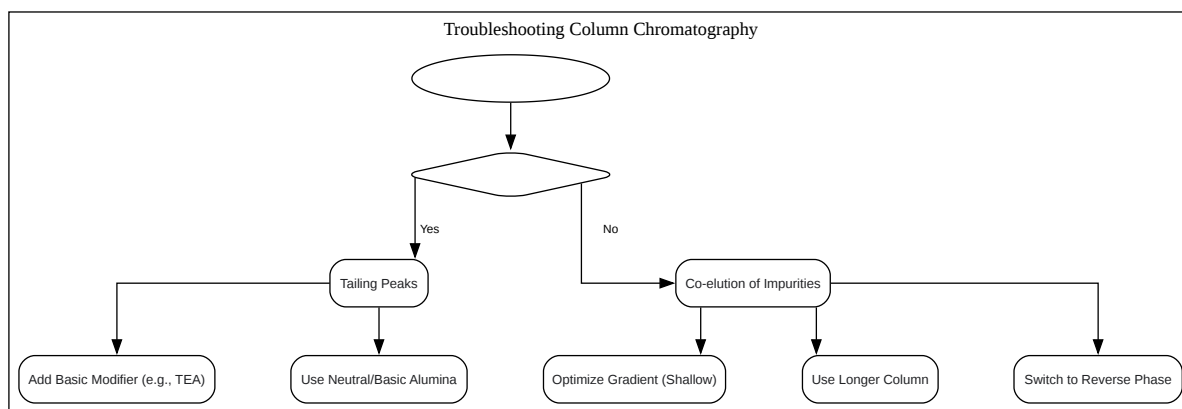 Troubleshooting Column Chromatography
Yes
No
Tailing Peaks
Co-elution of Impurities
Add Basic Modifier (e.g., TEA)
Use Neutral/Basic Alumina
Optimize Gradient (Shallow)
Use Longer Column
Switch to Reverse Phase